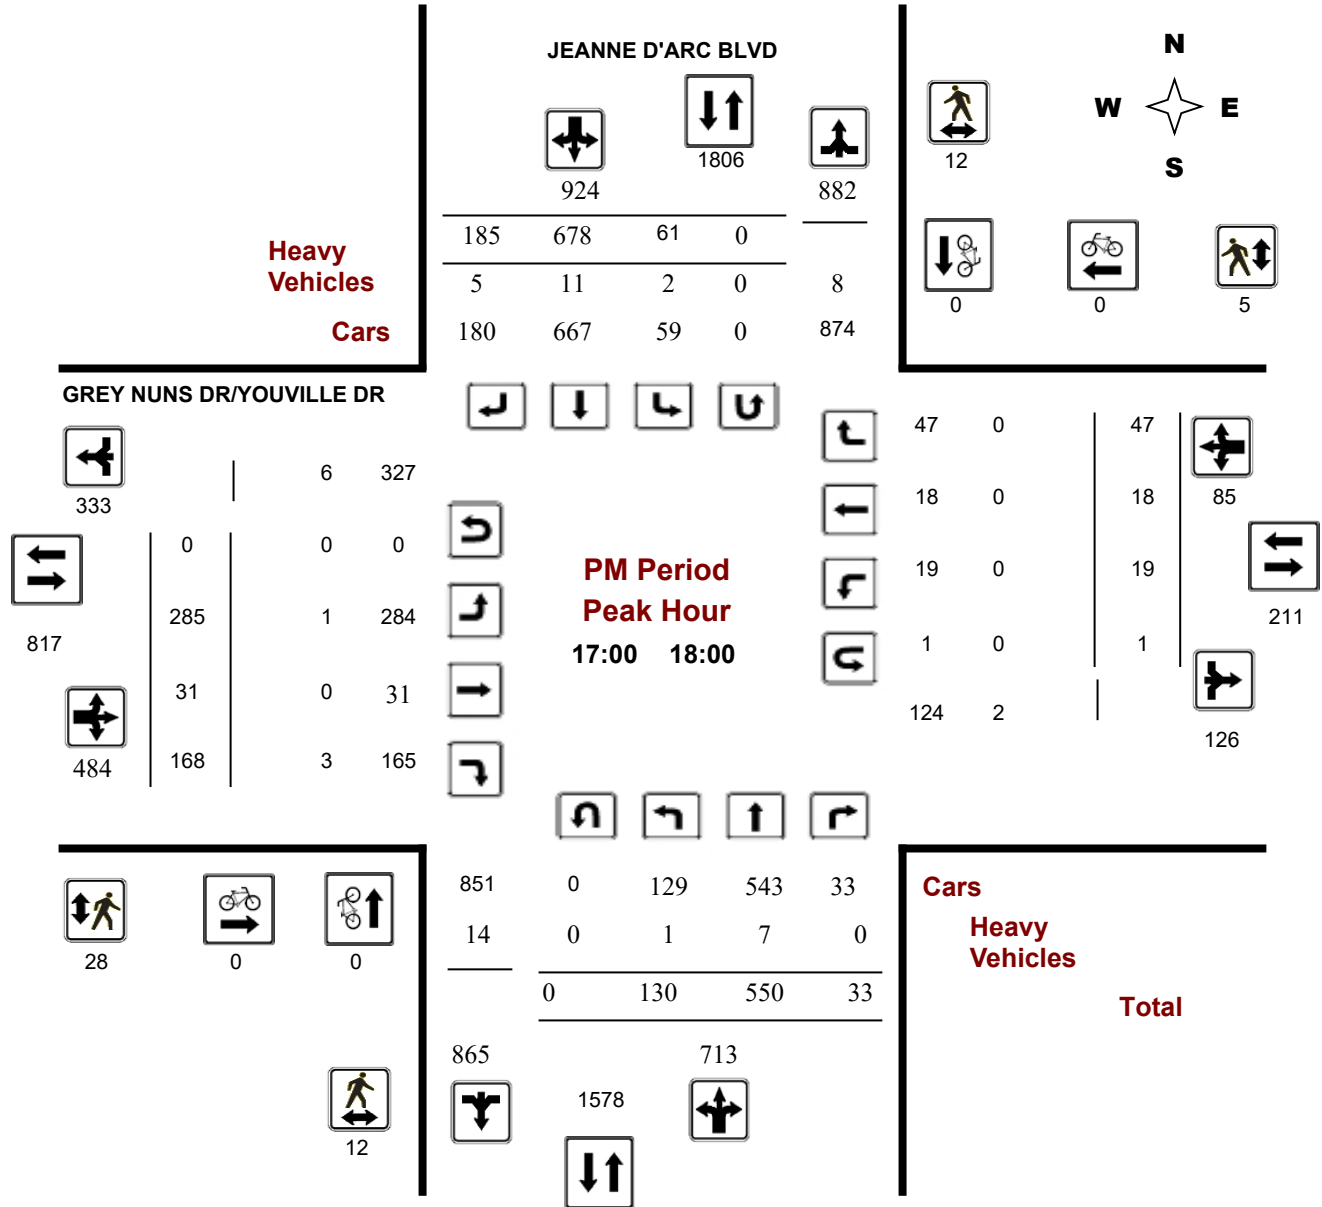 JEANNE D'ARC BLVD
N
W E
S
1806
12
924 882
185 678 61 0
Heavy
Vehicles
5 11 2 0 8
0 0 5
Cars
180 667 59 0 874
GREY NUNS DR/YOUVILLE DR
47 0 47
6 327
333
18 0 18 85
0 0 0
PM Period
19 0 19
Peak Hour
285 1 284
211
817
17:00 18:00
1 0 1
31 0 31
124 2
126
484 168 3 165
851 0 129 543 33
Cars
14 0 1 7 0
Heavy
Vehicles
28 0 0
0 130 550 33
Total
865 713
1578
12